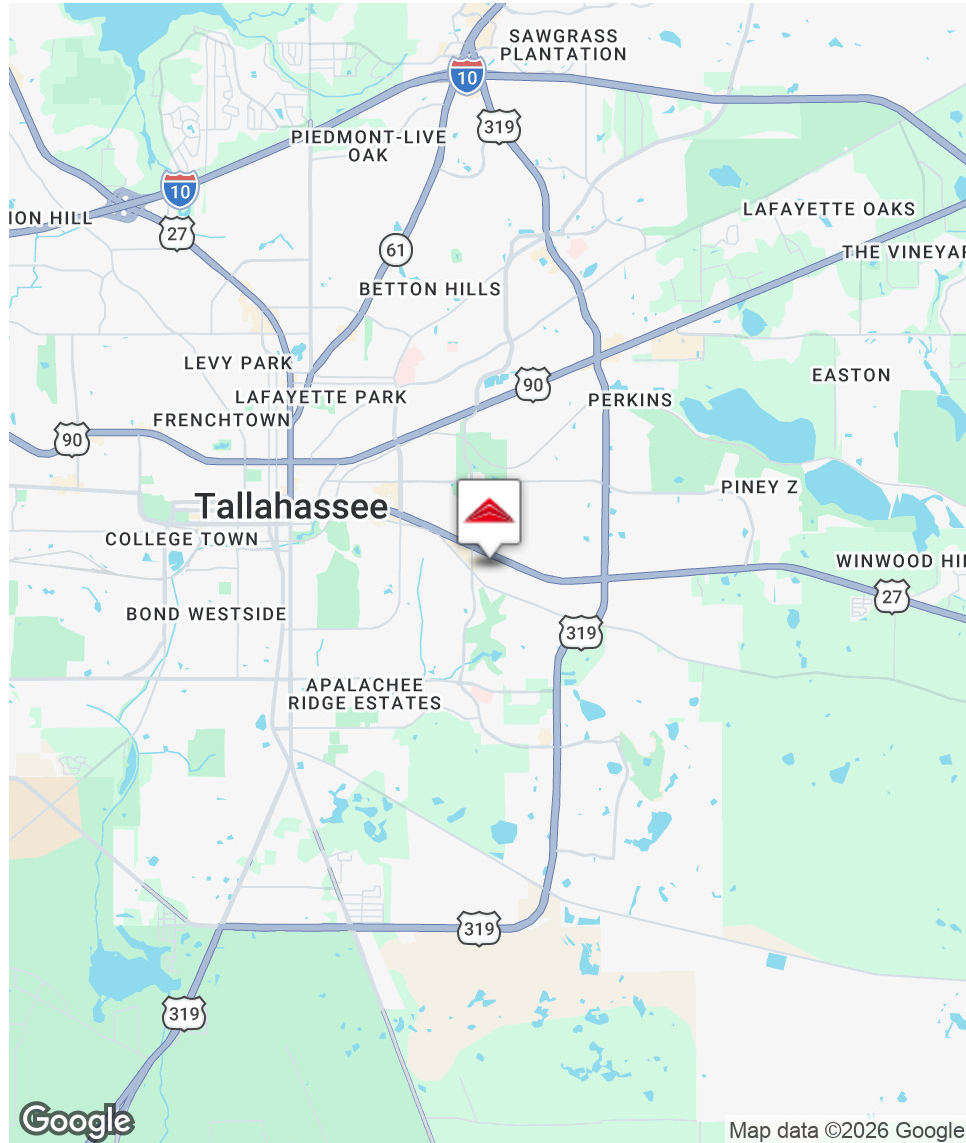 SAWGRASS
PLANTATION
10
319
PIEDMONT-LIVE
OAK
10
ION HILL
27
LAFAYETTE OAKS
61
THE VINEYAR
BETTON HILLS
LEVY PARK
EASTON
90
LAFAYETTE PARK
PERKINS
FRENCHTOWN
90
PINEY Z
Tallahassee
COLLEGE TOWN
WINWOOD HIL
27
BOND WESTSIDE
319
APALACHEE
RIDGE ESTATES
319
319
Google
Map data ©2026 Google